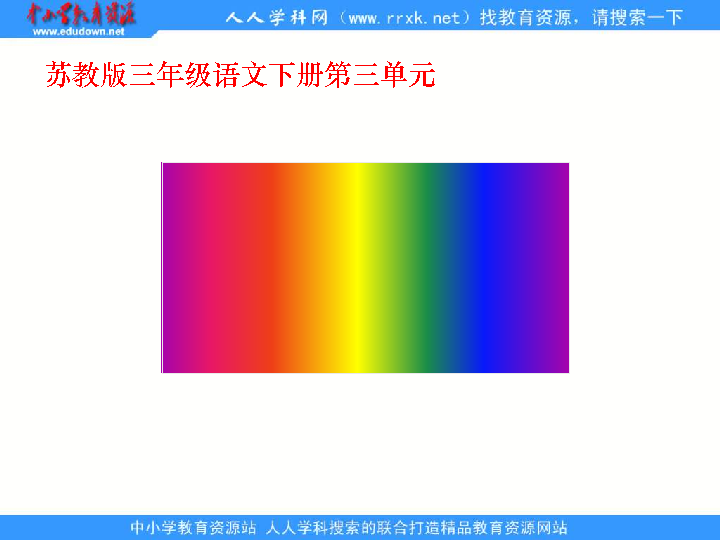 中小学教育资源
www.edudown.net
人人学科网（www.rrxk.net）找教育资源，请搜索一下
苏教版三年级语文下册第三单元
中小学教育资源站 人人学科搜索的联合打造精品教育资源网站